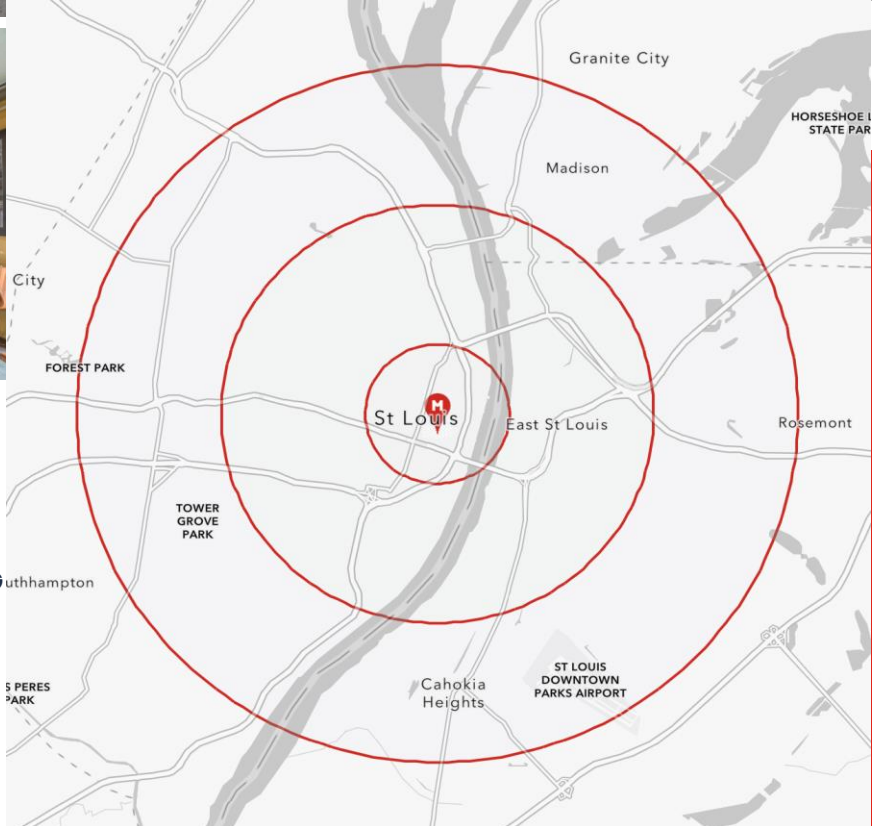 Granite City
HORSESHOE L
STATE PAR
Madison
City
FOREST PARK
M
St Louis
East St Louis
Rosemont
TOWER
GROVE
PARK
uthhampton
S PERES
PARK
Cahokia
Heights
ST LOUIS
DOWNTOWN
PARKS AIRPORT